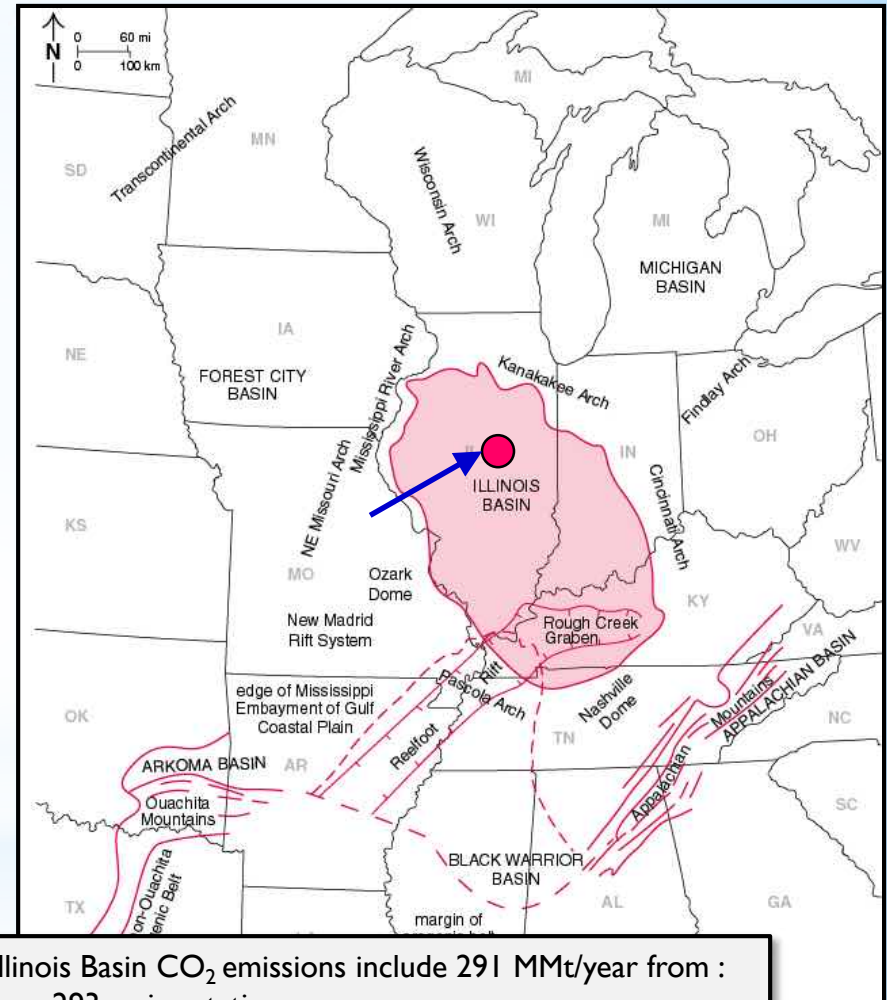 N
0 60 mi
0 100 km
MI
Transcontinental Arch
MN
SD
Wisconsin Arch
WI
MI
MICHIGAN
BASIN
IA
NE
FOREST CITY
BASIN
Mississippi River Arch
Kanakakee Arch
Findlay Arch
OH
IN
ILLINOIS
BASIN
NE Missouri Arch
Cincinnati Arch
KS
WV
MO
Ozark
Dome
KY
New Madrid
Rift System
Rough Creek
Graben
VA
Rift
Pascola Arch
edge of Mississippi
Embayment of Gulf
Coastal Plain
Nashville
Dome
Mountains
APPALACHIAN BASIN
OK
NC
TN
Reelfoot
ARKOMA BASIN
AR
Appalachian
Ouachita
Mountains
SC
BLACK WARRIOR
BASIN
TX
AL
GA
margin of
Illinois Basin CO₂ emissions include 291 MMt/year from :